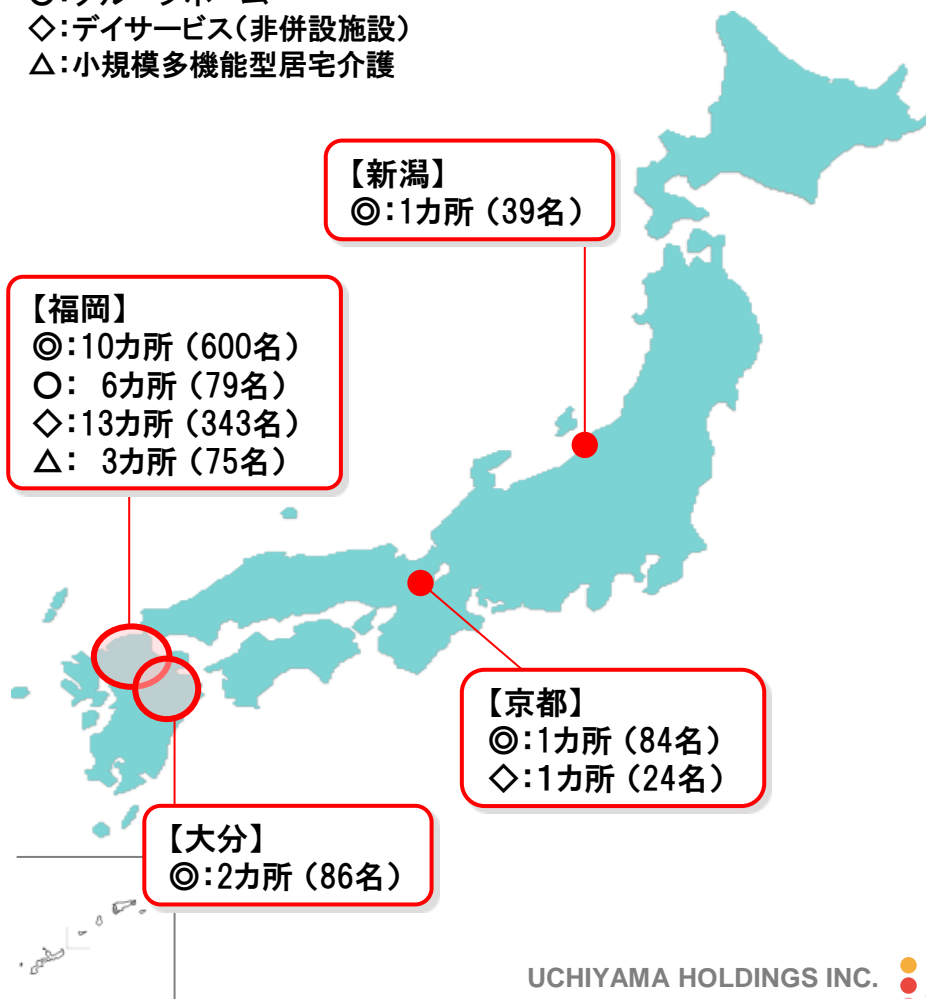 ◇:デイサービス(非併設施設)
△:小規模多機能型居宅介護
【新潟】
◎:1カ所 (39名)
【福岡】
◎:10カ所 (600名)
○: 6カ所 (79名)
◇:13カ所 (343名)
△: 3カ所 (75名)
【京都】
◎:1カ所 (84名)
◇:1カ所 (24名)
【大分】
◎:2カ所 (86名)
UCHIYAMA HOLDINGS INC.